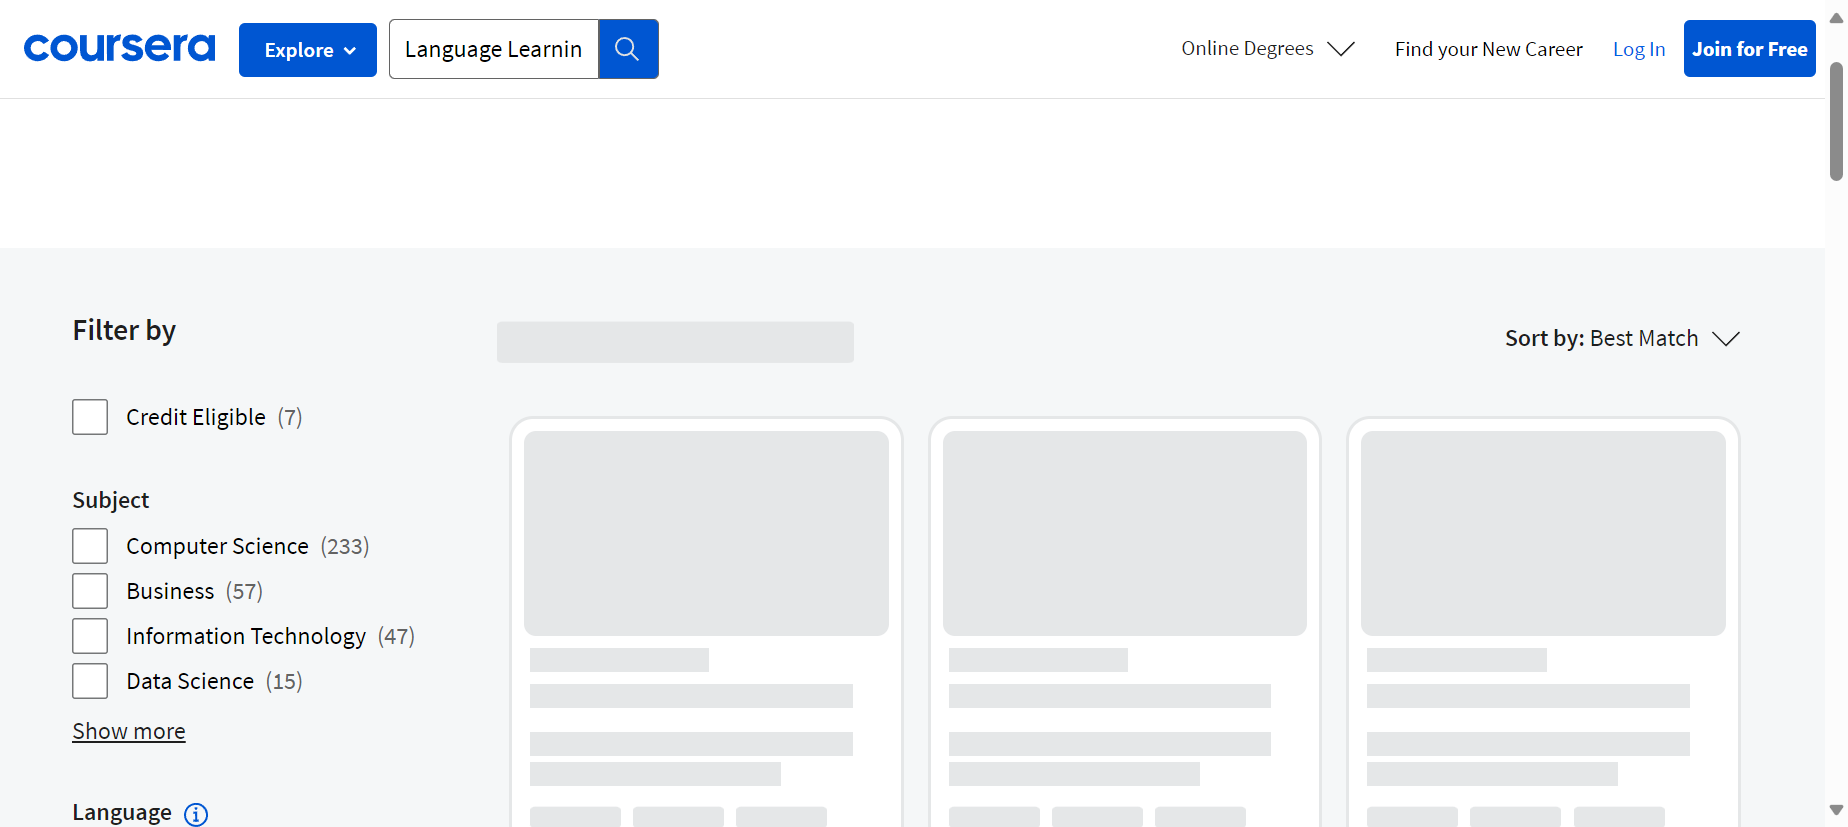 coursera
Explore
Language Learnin
Online Degrees
Find your New Career
Log In
Join for Free
Filter by
Sort by: Best Match
Credit Eligible (7)
Subject
Computer Science (233)
Business (57)
Information Technology (47)
Data Science (15)
Show more
Language